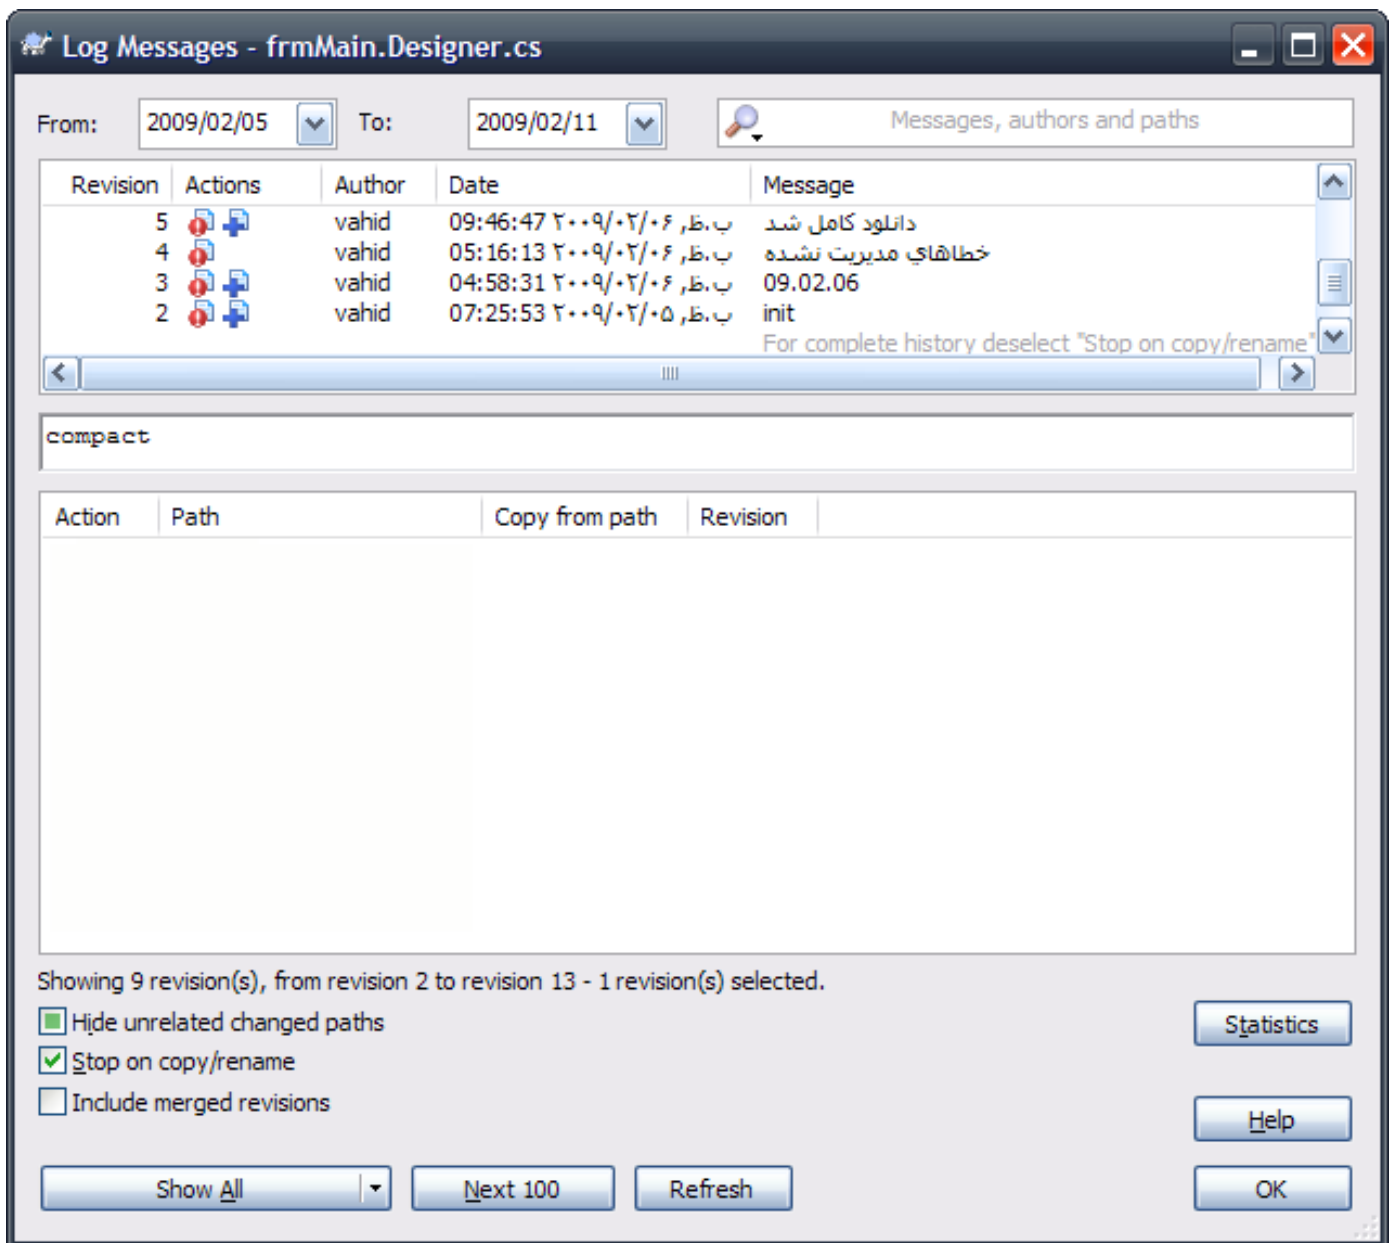 Log Messages - frmMain.Designer.cs
From: 2009/02/05 To: 2009/02/11 Messages, authors and paths
Revision Actions Author Date Message
5 vahid 09:46:47 ب.ظ, ۲۰۰۹/۰۲/۰۶ دانلود کامل شد
4 vahid 05:16:13 ب.ظ, ۲۰۰۹/۰۲/۰۶ خطاهاي مديريت نشده
3 vahid 04:58:31 ب.ظ, ۲۰۰۹/۰۲/۰۶ 09.02.06
2 vahid 07:25:53 ب.ظ, ۲۰۰۹/۰۲/۰۵ init
For complete history deselect "Stop on copy/rename"
compact
Action Path Copy from path Revision
Showing 9 revision(s), from revision 2 to revision 13 - 1 revision(s) selected.
Hide unrelated changed paths
Statistics
Stop on copy/rename
Include merged revisions
Help
Show All Next 100 Refresh OK